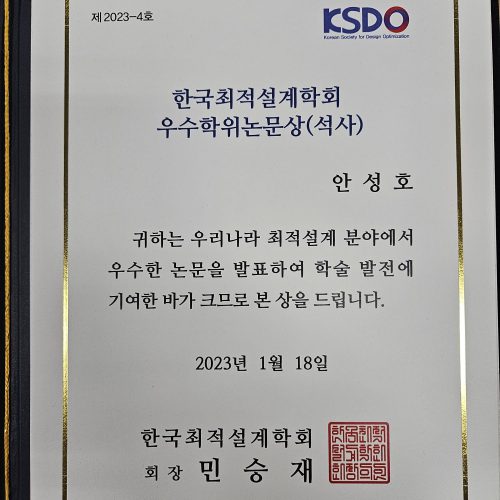 제 2023-4호
KSDO
Korean Society for Design Optimization
한국최적설계학회
우수학위논문상(석사)
안 성 호
귀하는 우리나라 최적설계 분야에서
우수한 논문을 발표하여 학술 발전에
기여한 바가 크므로 본 상을 드립니다.
2023년 1월 18일
한국최적설계학회
회 장 민 승 재